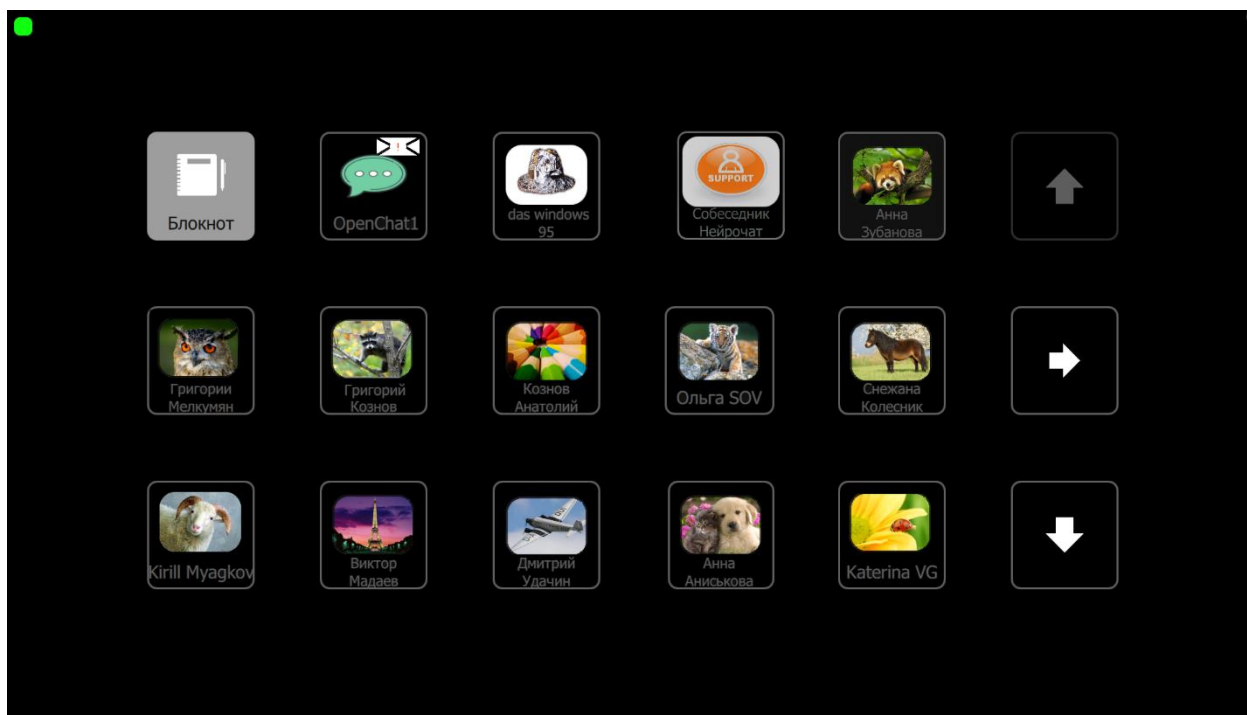 Блокнот
OpenChat1
das windows
95
SUPPORT
Собеседник
Нейрочат
Анна
Зубанова
Григории
Мелкумян
Григорий
Кознов
Кознов
Анатолий
Ольга SOV
Снежана
Колесник
Kirill Myagkov
Виктор
Мадаев
Дмитрий
Удачин
Анна
Аниськова
Katerina VG